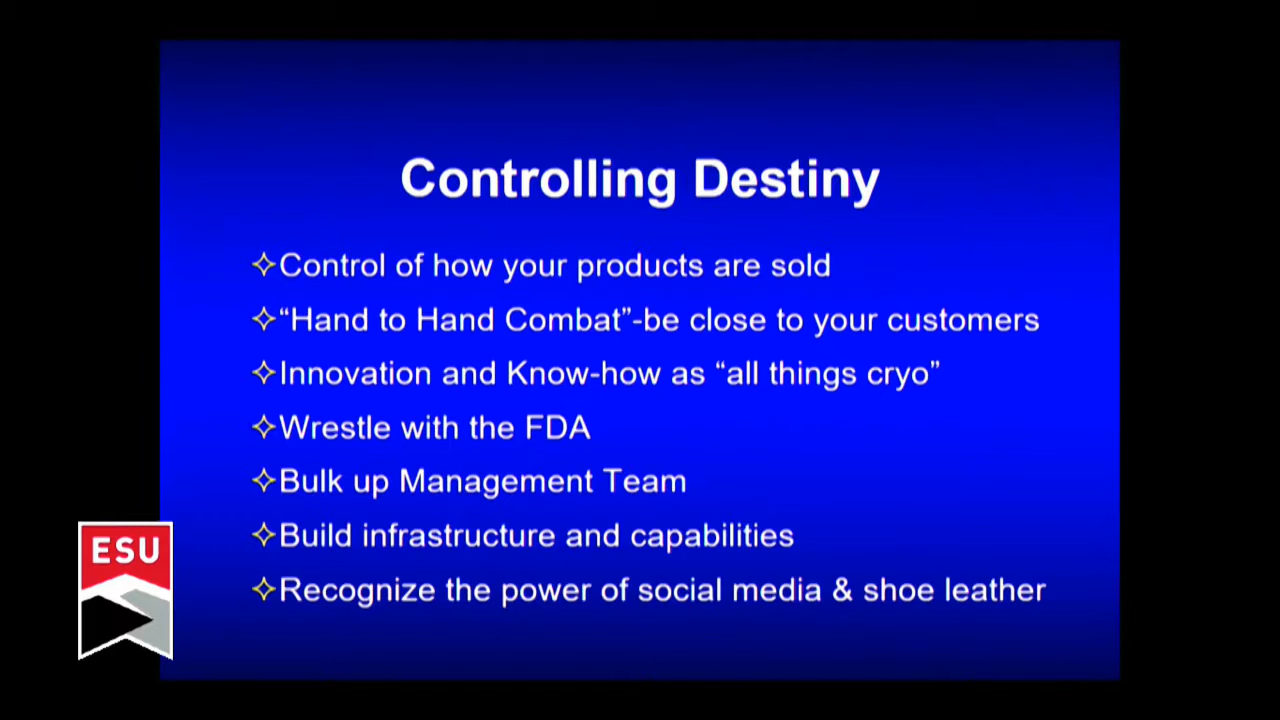 Controlling Destiny
✧Control of how your products are sold
✧“Hand to Hand Combat”-be close to your customers
✧Innovation and Know-how as “all things cryo”
✧Wrestle with the FDA
✧Bulk up Management Team
✧Build infrastructure and capabilities
✧Recognize the power of social media & shoe leather
ESU